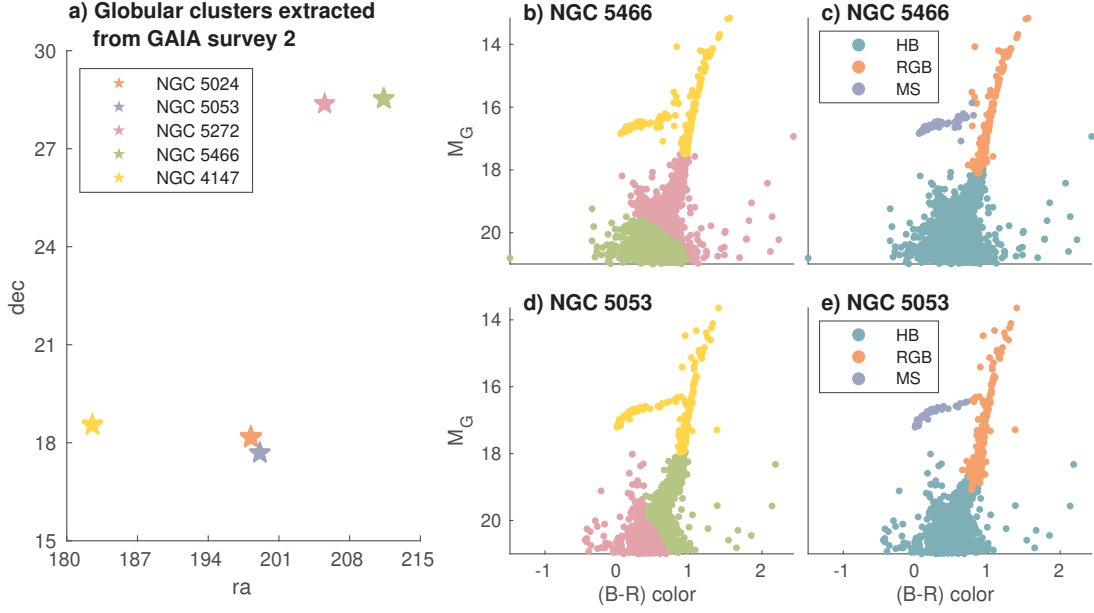 a) Globular clusters extracted
from GAIA survey 2
30
27
24
21
18
15
dec
180
187
194
201
208
215
ra
NGC 5024
NGC 5053
NGC 5272
NGC 5466
NGC 4147
b) NGC 5466
14
16
18
20
M_G
c) NGC 5466
HB
RGB
MS
d) NGC 5053
14
16
18
20
M_G
-1
0
1
2
(B-R) color
e) NGC 5053
HB
RGB
MS
-1
0
1
2
(B-R) color